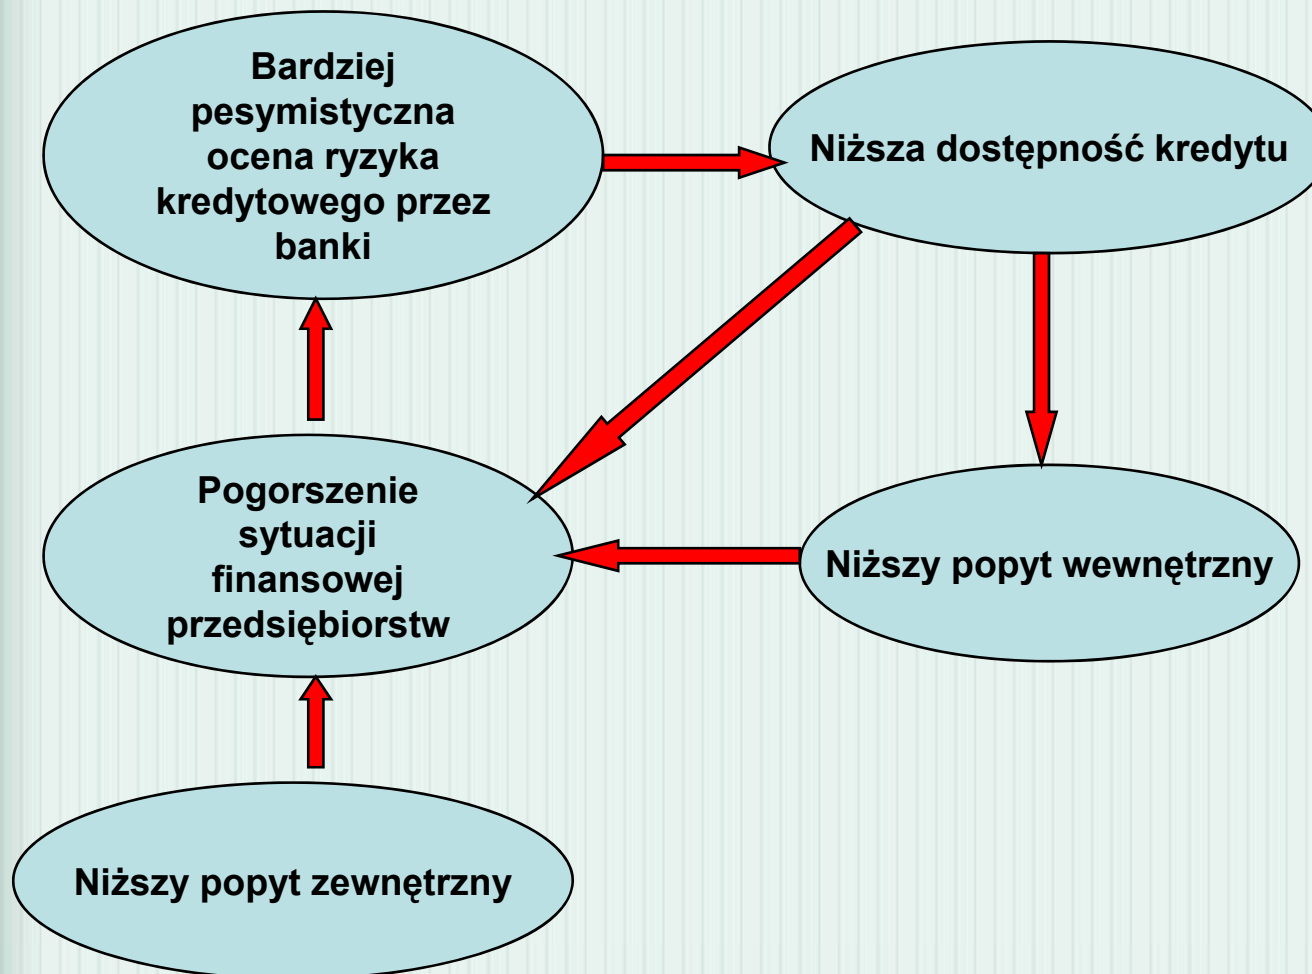 Bardziej
pesymistyczna
ocena ryzyka
kredytowego przez
banki
Niższa dostępność kredytu
Pogorszenie
sytuacji
finansowej
przedsiębiorstw
Niższy popyt wewnętrzny
Niższy popyt zewnętrzny